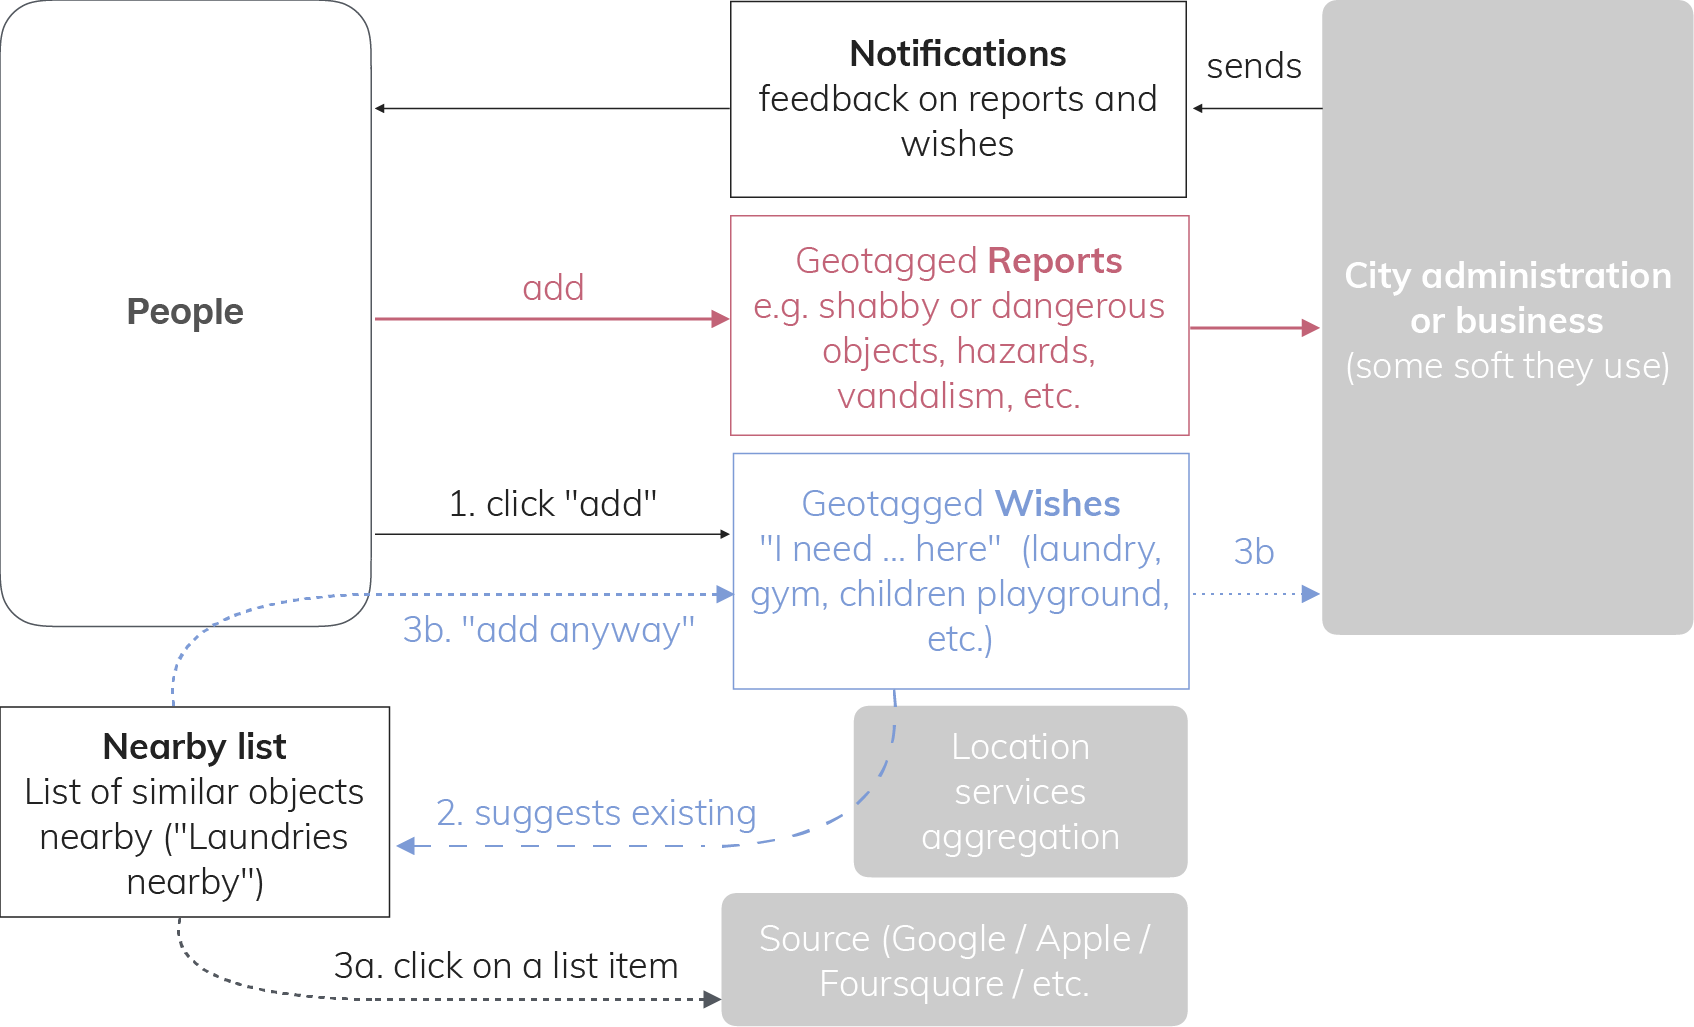 Notifications
feedback on reports and
wishes
sends
People
add
Geotagged Reports
e.g. shabby or dangerous
objects, hazards,
vandalism, etc.
City administration
or business
(some soft they use)
1. click "add"
Geotagged Wishes
"I need ... here"  (laundry,
gym, children playground,
etc.)
3b
3b. "add anyway"
Nearby list
List of similar objects
nearby ("Laundries
nearby")
2. suggests existing
Location
services
aggregation
3a. click on a list item
Source (Google / Apple /
Foursquare / etc.